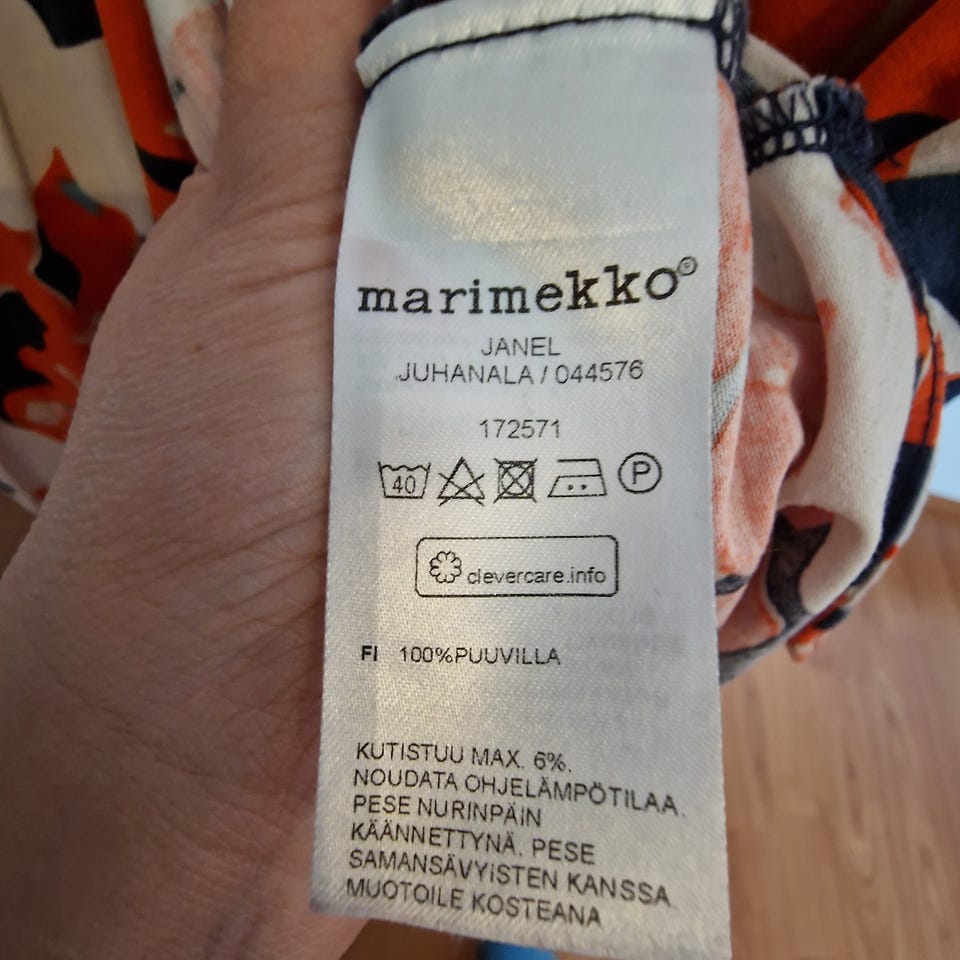 marimekko®
JANEL
JUHANALA / 044576
172571
40 P
clevercare.info
FI 100%PUUVILLA
KUTISTUU MAX. 6%.
NOUDATA OHJELÄMPÖTILAA.
PESE NURINPÄIN
KÄÄNNETTYNÄ. PESE
SAMANSÄVYISTEN KANSSA.
MUOTOILE KOSTEANA